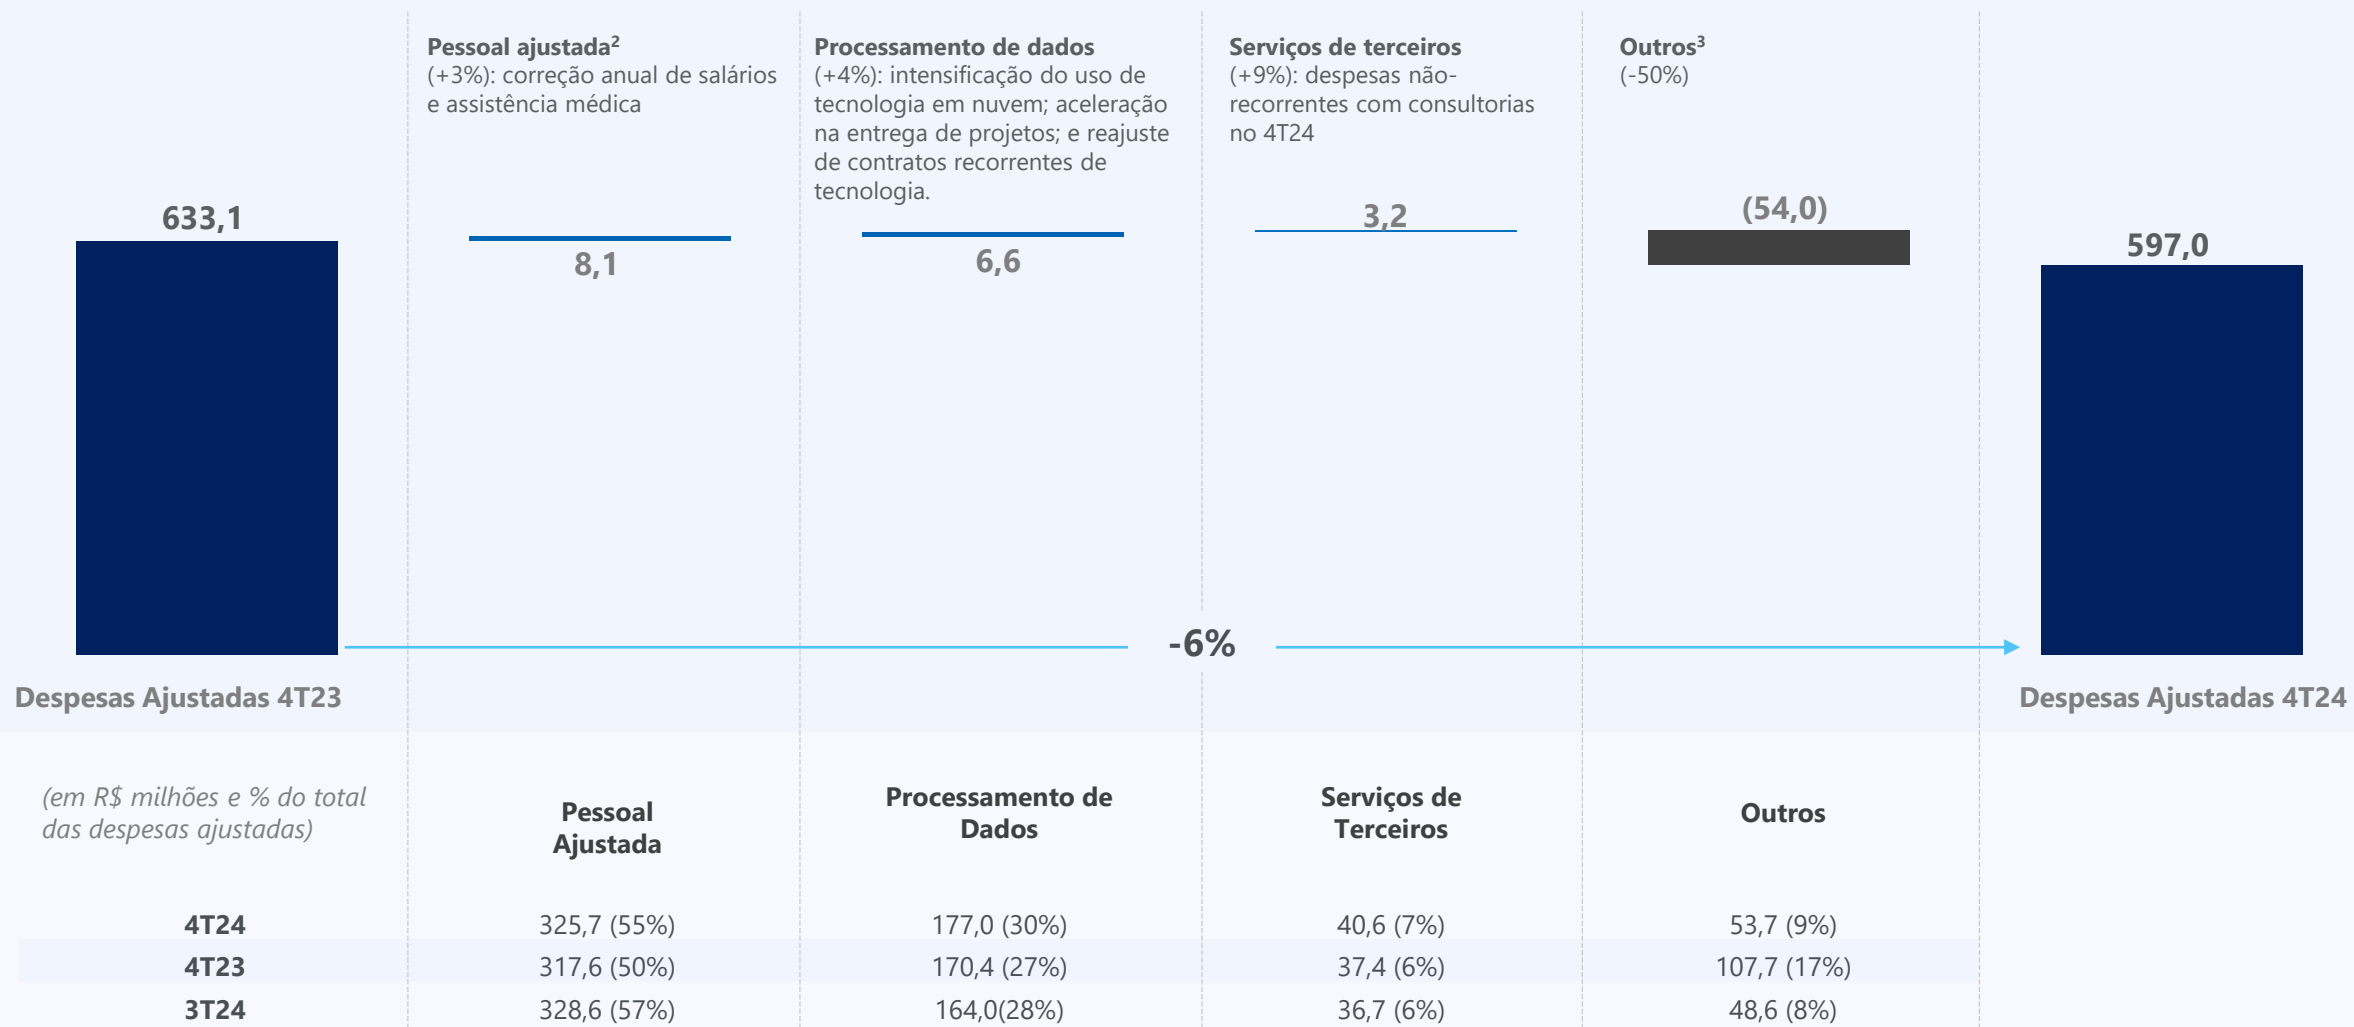 Pessoal ajustada²
(+3%): correção anual de salários
e assistência médica
Processamento de dados
(+4%): intensificação do uso de
tecnologia em nuvem; aceleração
na entrega de projetos; e reajuste
de contratos recorrentes de
tecnologia.
Serviços de terceiros
(+9%): despesas não-
recorrentes com consultorias
no 4T24
Outros³
(-50%)
633,1
8,1
6,6
3,2
(54,0)
597,0
-6%
Despesas Ajustadas 4T23
Despesas Ajustadas 4T24
(em R$ milhões e % do total
das despesas ajustadas)
Pessoal
Ajustada
Processamento de
Dados
Serviços de
Terceiros
Outros
4T24 325,7 (55%) 177,0 (30%) 40,6 (7%) 53,7 (9%)
4T23 317,6 (50%) 170,4 (27%) 37,4 (6%) 107,7 (17%)
3T24 328,6 (57%) 164,0(28%) 36,7 (6%) 48,6 (8%)